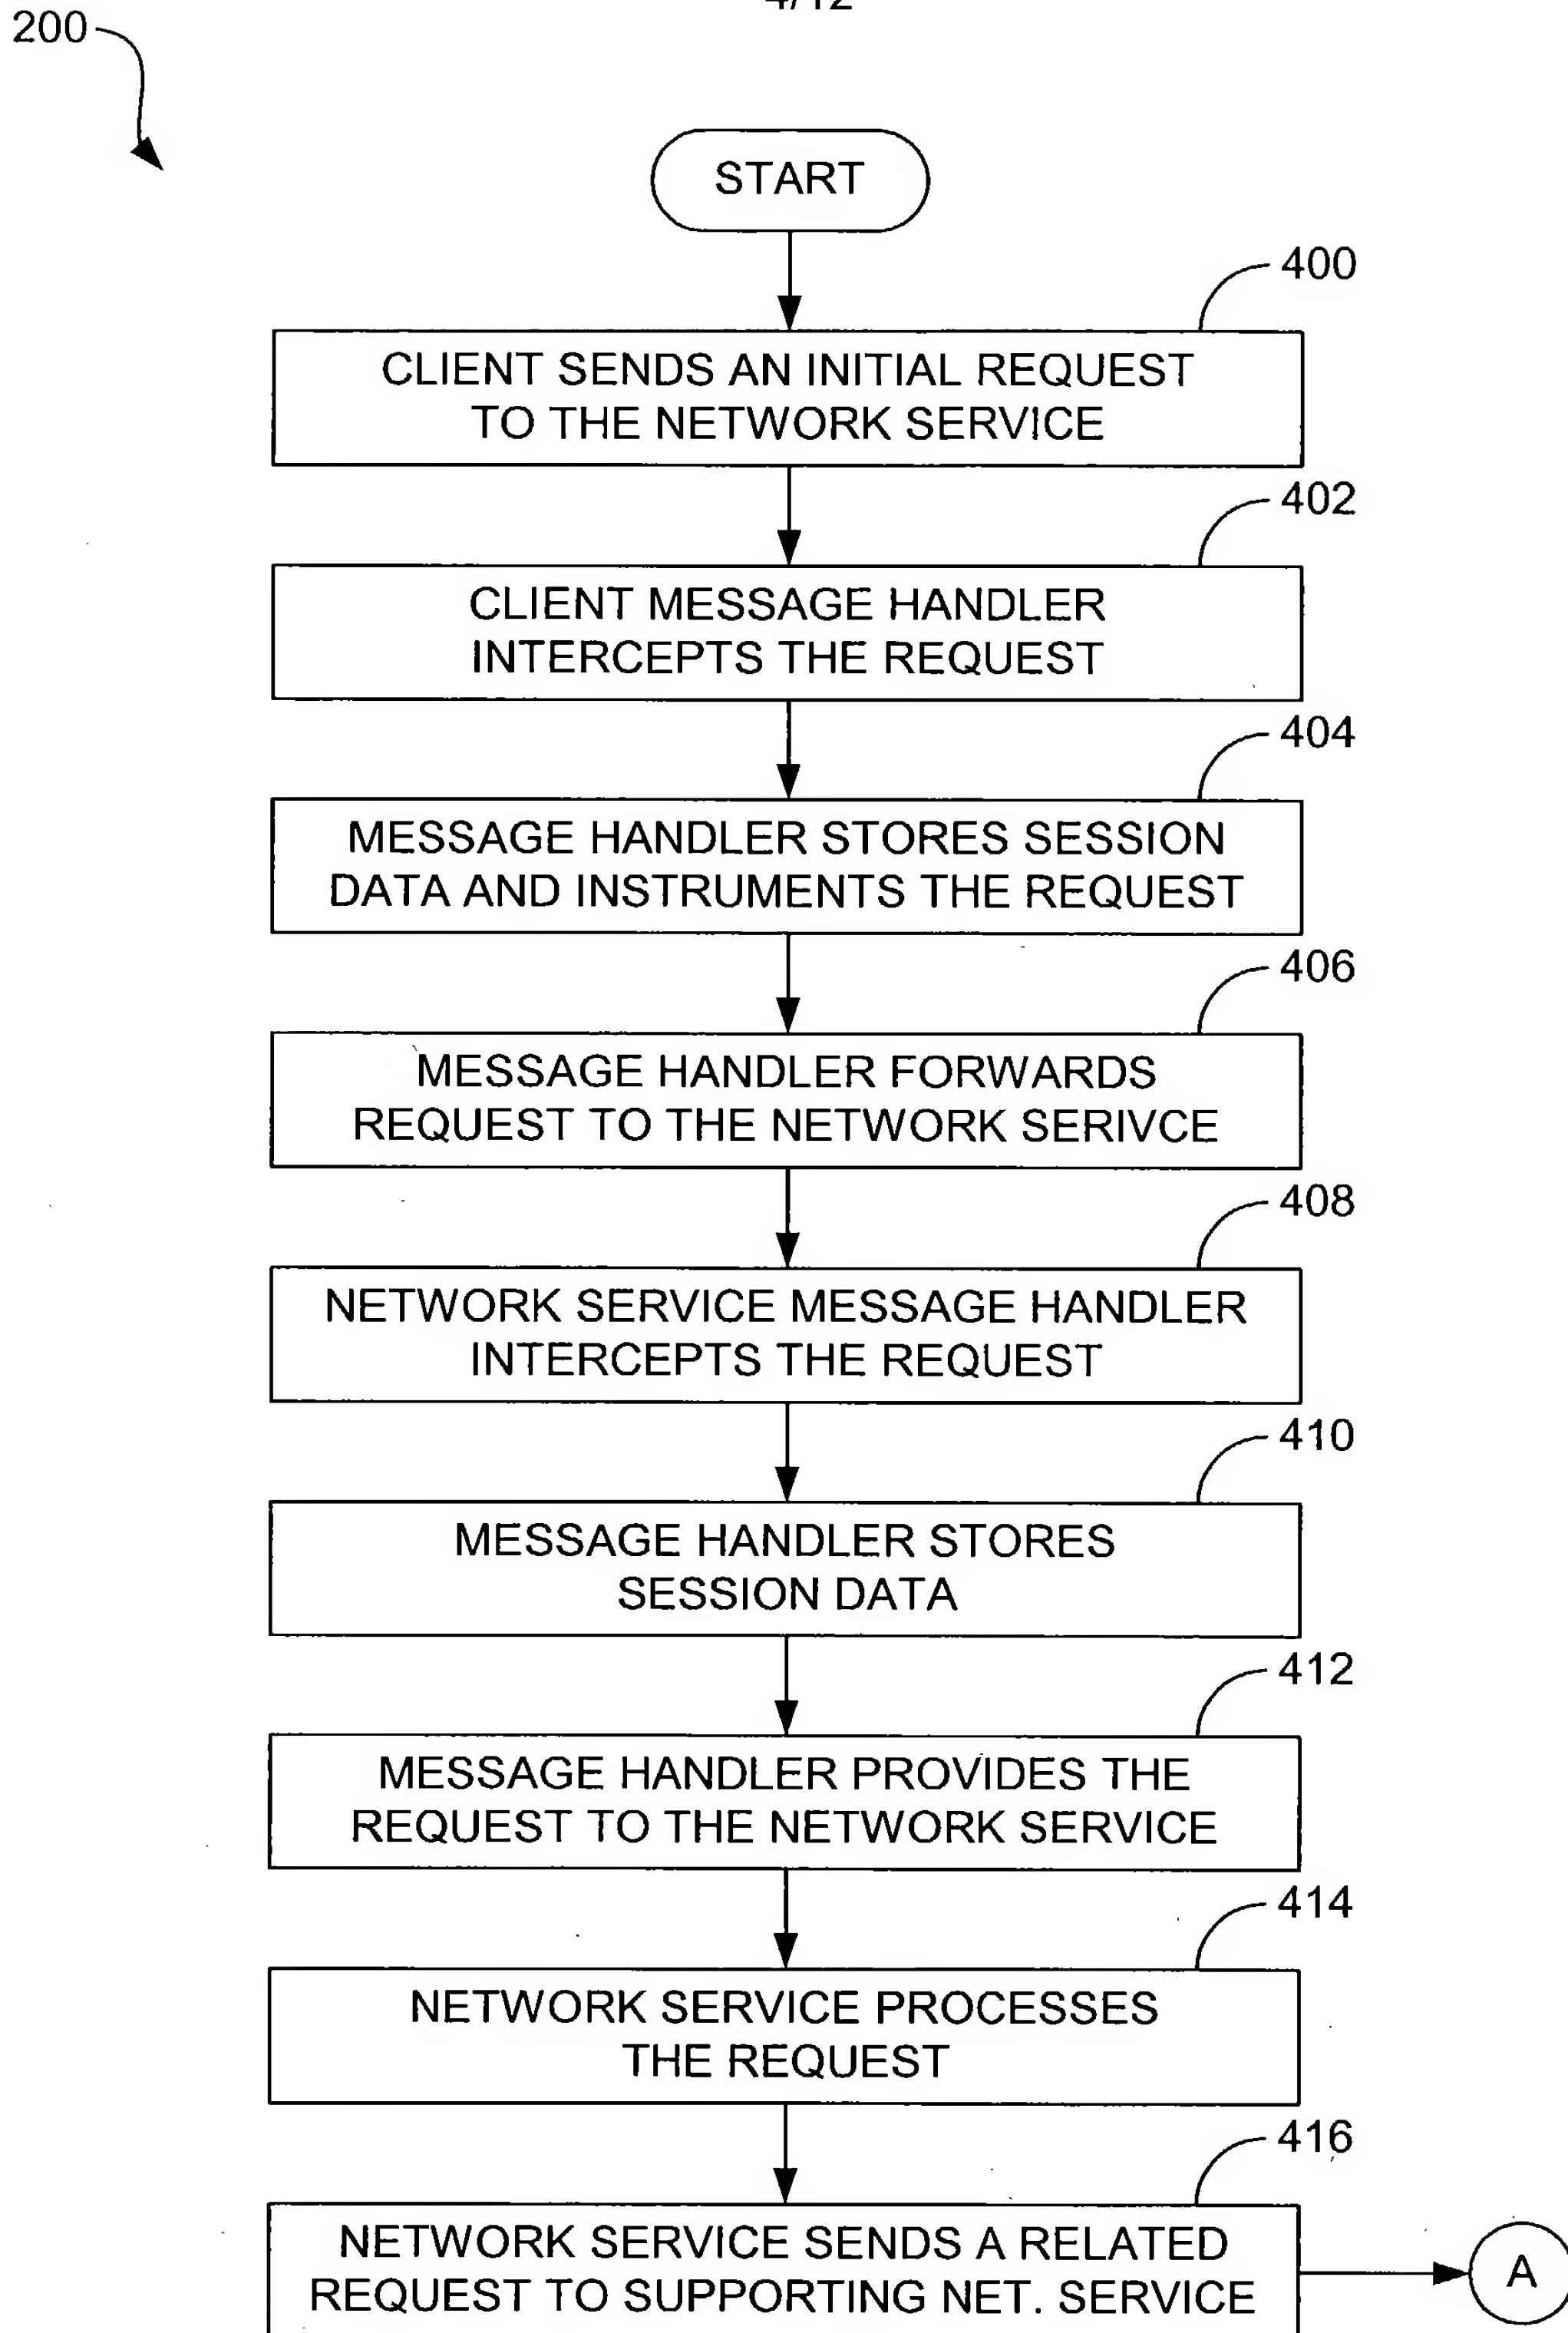 4/12
200
START
400
CLIENT SENDS AN INITIAL REQUEST
TO THE NETWORK SERVICE
402
CLIENT MESSAGE HANDLER
INTERCEPTS THE REQUEST
404
MESSAGE HANDLER STORES SESSION
DATA AND INSTRUMENTS THE REQUEST
406
MESSAGE HANDLER FORWARDS
REQUEST TO THE NETWORK SERIVCE
408
NETWORK SERVICE MESSAGE HANDLER
INTERCEPTS THE REQUEST
410
MESSAGE HANDLER STORES
SESSION DATA
412
MESSAGE HANDLER PROVIDES THE
REQUEST TO THE NETWORK SERVICE
414
NETWORK SERVICE PROCESSES
THE REQUEST
416
NETWORK SERVICE SENDS A RELATED
REQUEST TO SUPPORTING NET. SERVICE
A